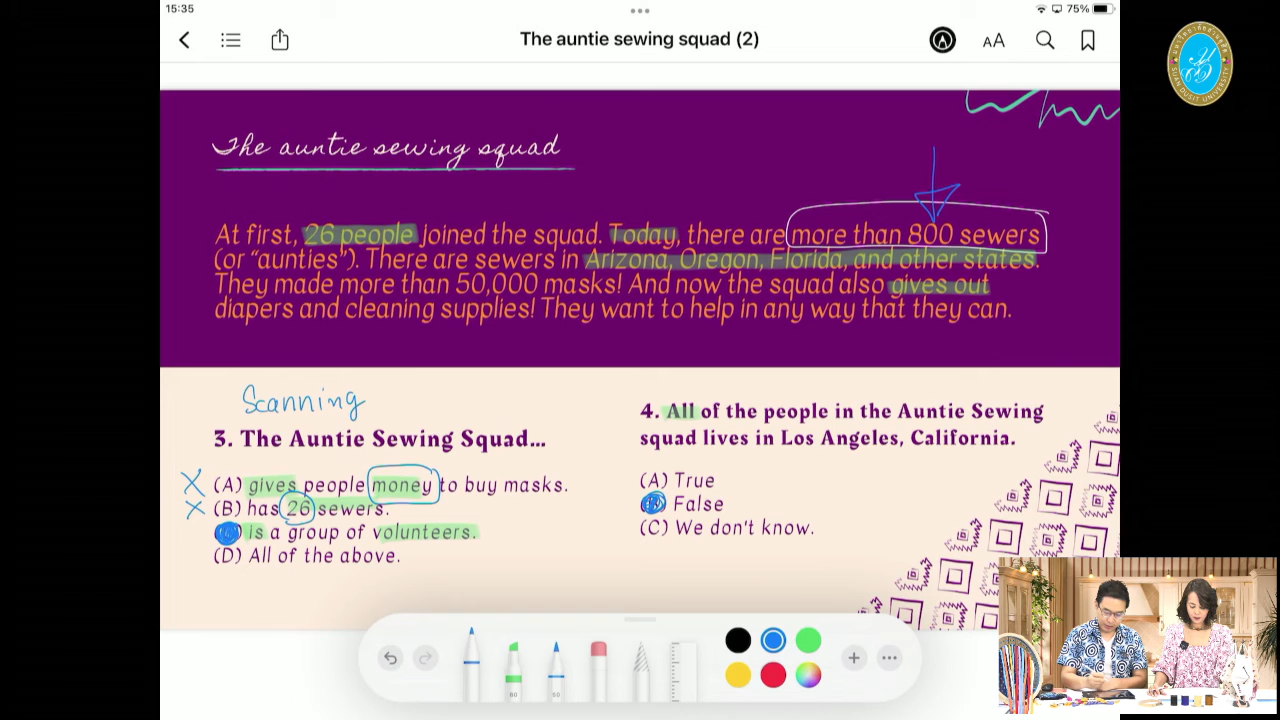 15:35
75%
The auntie sewing squad (2)
AA
The auntie sewing squad
At first, 26 people joined the squad. Today, there are more than 800 sewers
(or “aunties”). There are sewers in Arizona, Oregon, Florida, and other states.
They made more than 50,000 masks! And now the squad also gives out
diapers and cleaning supplies! They want to help in any way that they can.
Scanning
3. The Auntie Sewing Squad...
X (A) gives people money to buy masks.
X (B) has 26 sewers.
is a group of volunteers.
(D) All of the above.
4. All of the people in the Auntie Sewing
squad lives in Los Angeles, California.
(A) True
False
(C) We don't know.
SUAN DUSIT UNIVERSITY